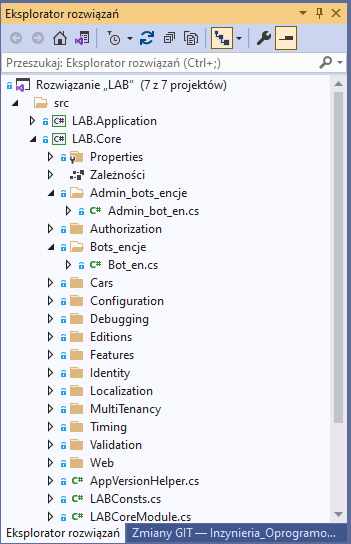 Eksplorator rozwiązań
Przeszukaj: Eksplorator rozwiązań (Ctrl+;)
Rozwiązanie „LAB” (7 z 7 projektów)
src
C# LAB.Application
C# LAB.Core
Properties
Zależności
Admin_bots_encje
C# Admin_bot_en.cs
Authorization
Bots_encje
C# Bot_en.cs
Cars
Configuration
Debugging
Editions
Features
Identity
Localization
MultiTenancy
Timing
Validation
Web
C# AppVersionHelper.cs
C# LABConsts.cs
C# LABCoreModule.cs
Eksplorator rozwiązań Zmiany GIT — Inzynieria_Oprogramo...